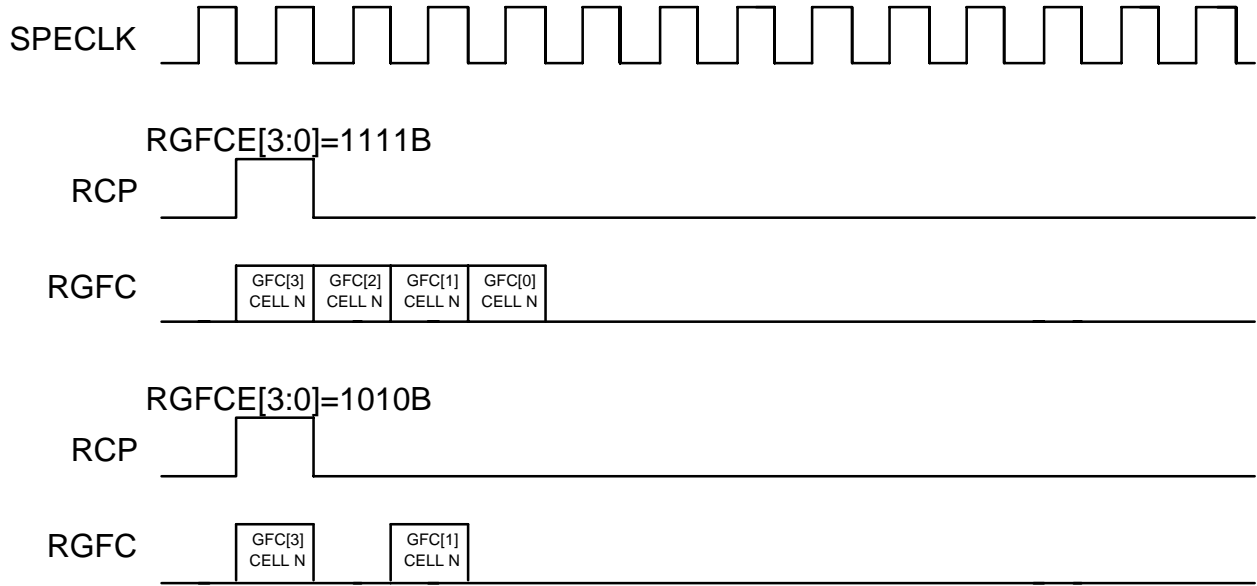 SPECLK
RGFCE[3:0]=1111B
RCP
RGFC
GFC[3] GFC[2] GFC[1] GFC[0]
CELL N CELL N CELL N CELL N
RGFCE[3:0]=1010B
RCP
RGFC
GFC[3] GFC[1]
CELL N CELL N